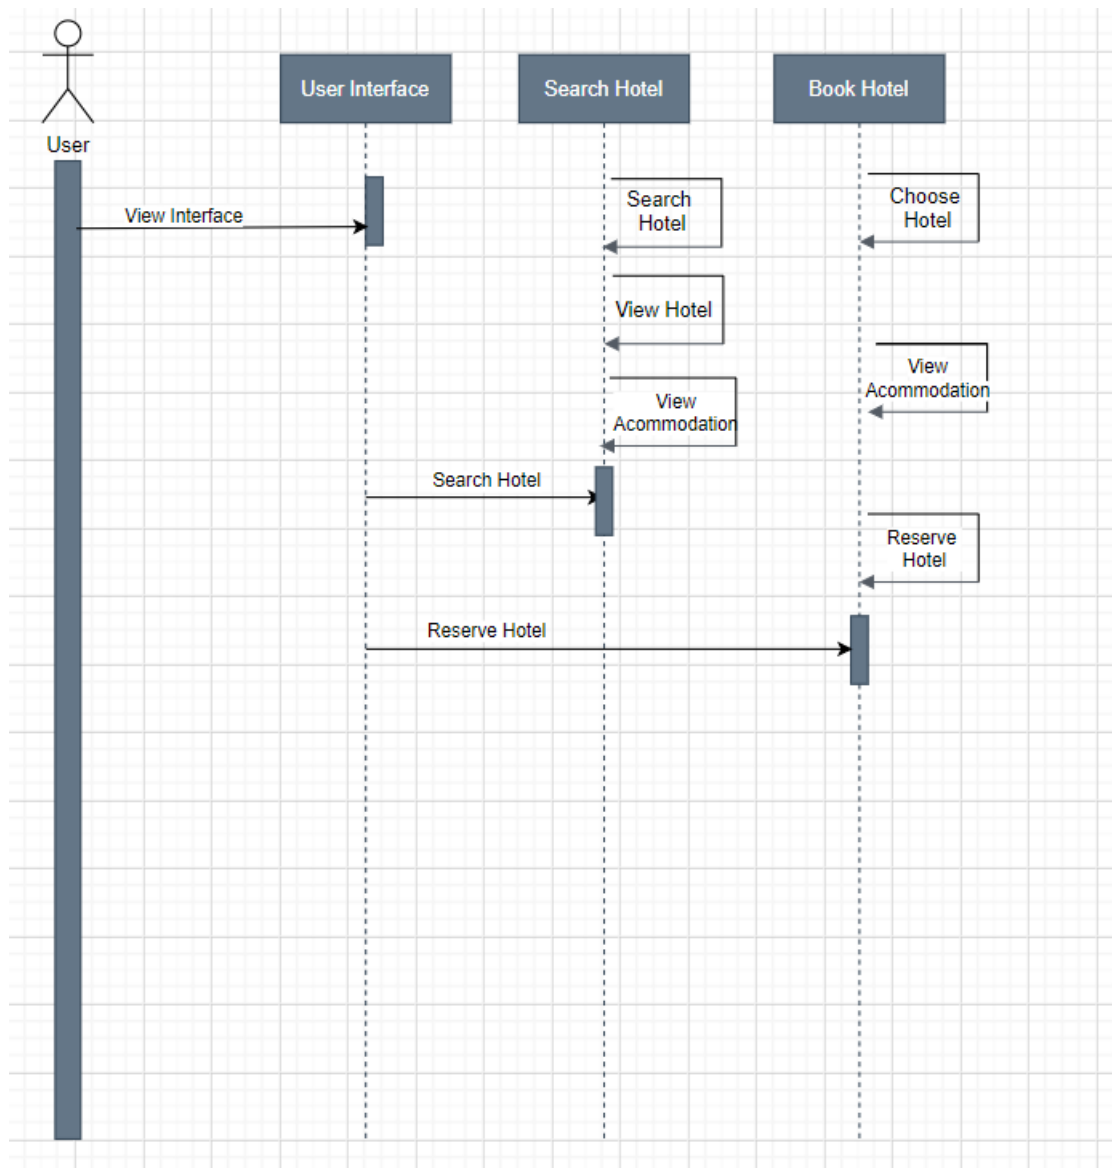 User
User Interface
Search Hotel
Book Hotel
View Interface
Search
Hotel
Choose
Hotel
View Hotel
View
Acommodation
View
Acommodation
Search Hotel
Reserve
Hotel
Reserve Hotel